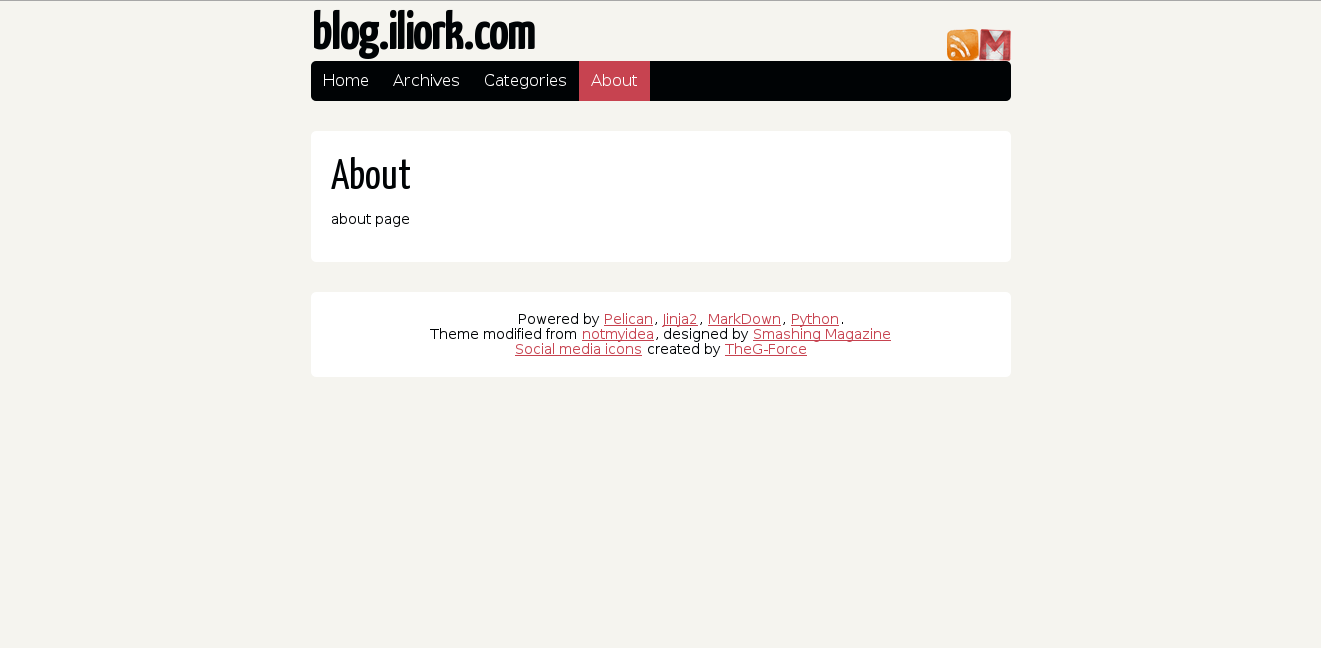 blog.iliork.com
Home Archives Categories About
About
about page
Powered by Pelican, Jinja2, MarkDown, Python.
Theme modified from notmyidea, designed by Smashing Magazine
Social media icons created by TheG-Force